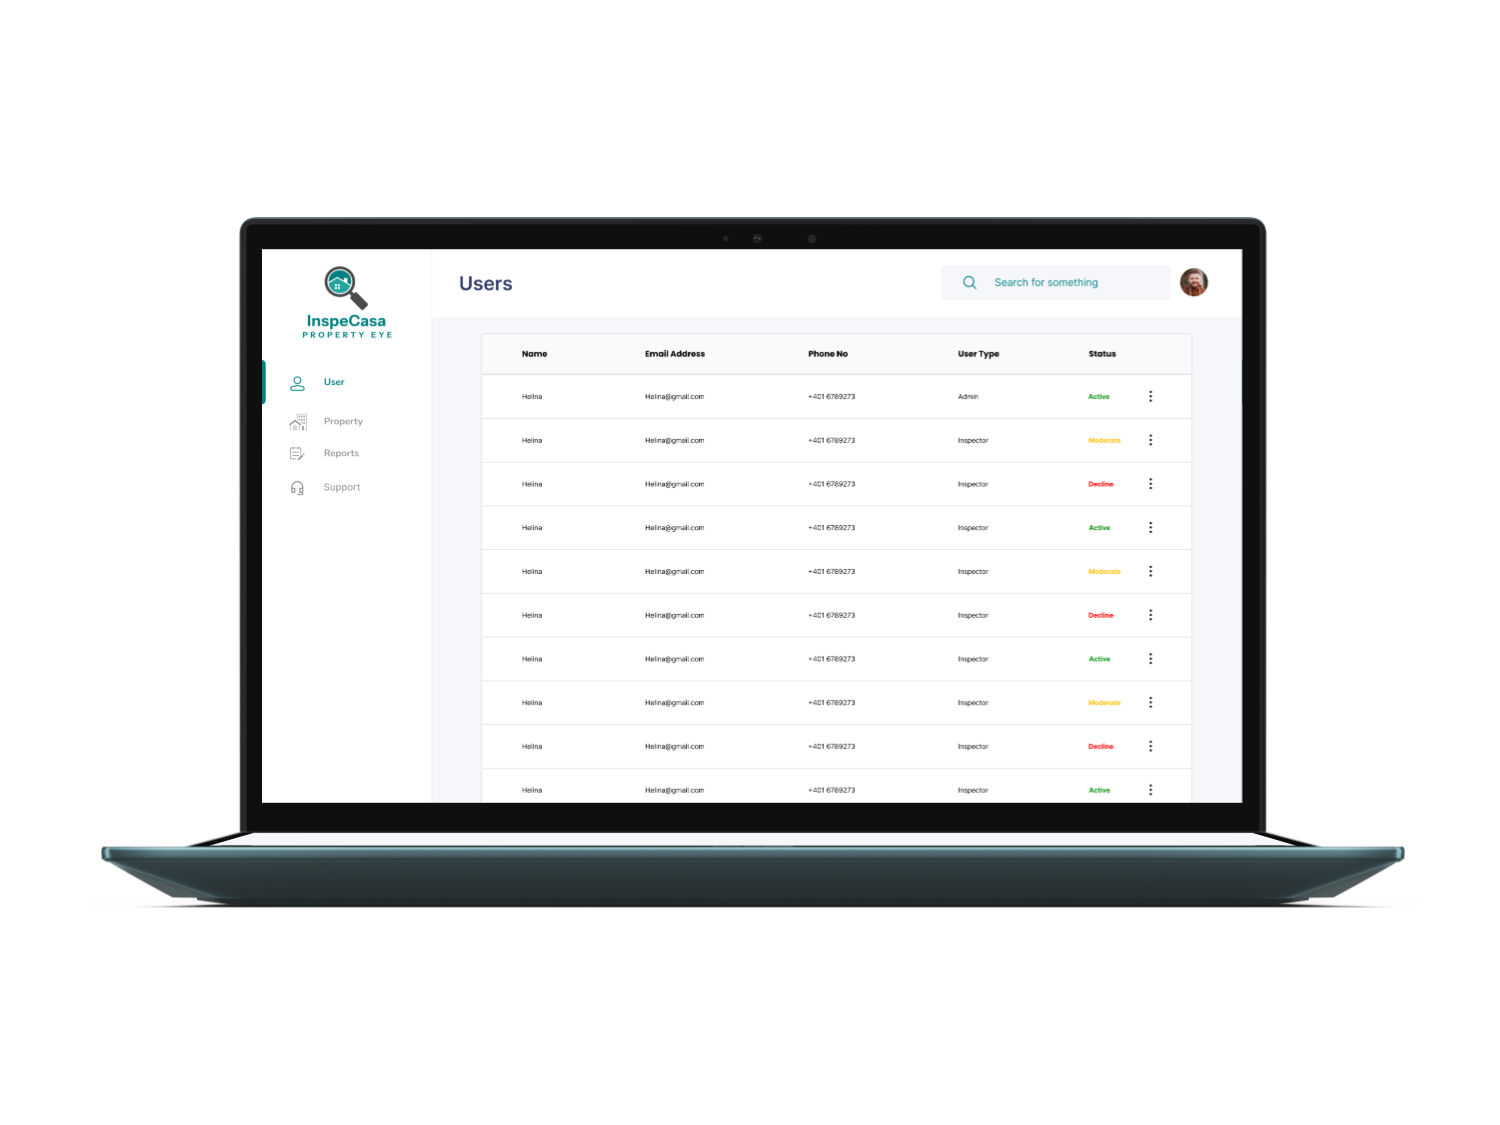 InspeCasa
PROPERTY EYE
User
Property
Reports
Support
Users
Search for something
Name Email Address Phone No User Type Status
Helina Helina@gmail.com +401 6789273 Admin Active
Helina Helina@gmail.com +401 6789273 Inspector Moderate
Helina Helina@gmail.com +401 6789273 Inspector Decline
Helina Helina@gmail.com +401 6789273 Inspector Active
Helina Helina@gmail.com +401 6789273 Inspector Moderate
Helina Helina@gmail.com +401 6789273 Inspector Decline
Helina Helina@gmail.com +401 6789273 Inspector Active
Helina Helina@gmail.com +401 6789273 Inspector Moderate
Helina Helina@gmail.com +401 6789273 Inspector Decline
Helina Helina@gmail.com +401 6789273 Inspector Active